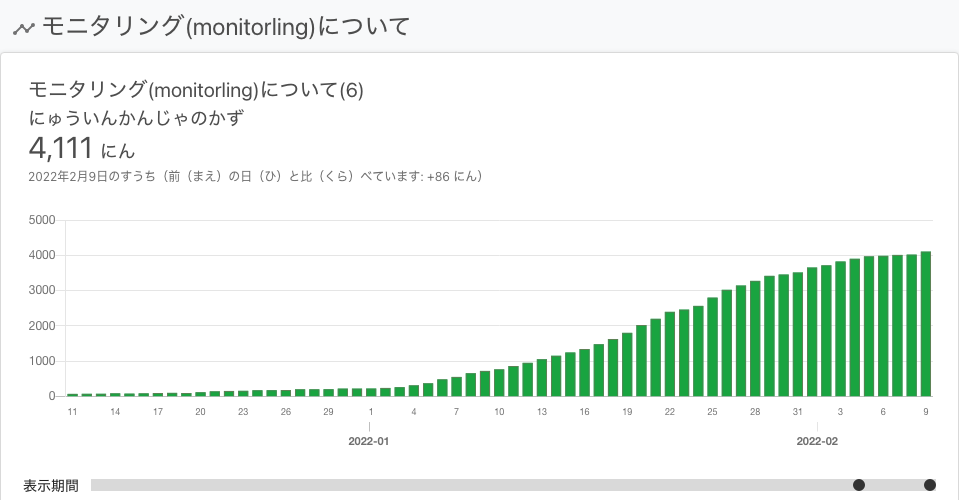 モニタリング(monitorling)について
モニタリング(monitorling)について(6)
にゅういんかんじゃのかず
4,111 にん
2022年2月9日のすうち（前（まえ）の日（ひ）と比（くら）べています: +86 にん）
5000
4000
3000
2000
1000
0
11 14 17 20 23 26 29 1 4 7 10 13 16 19 22 25 28 31 3 6 9
2022-01 2022-02
表示期間